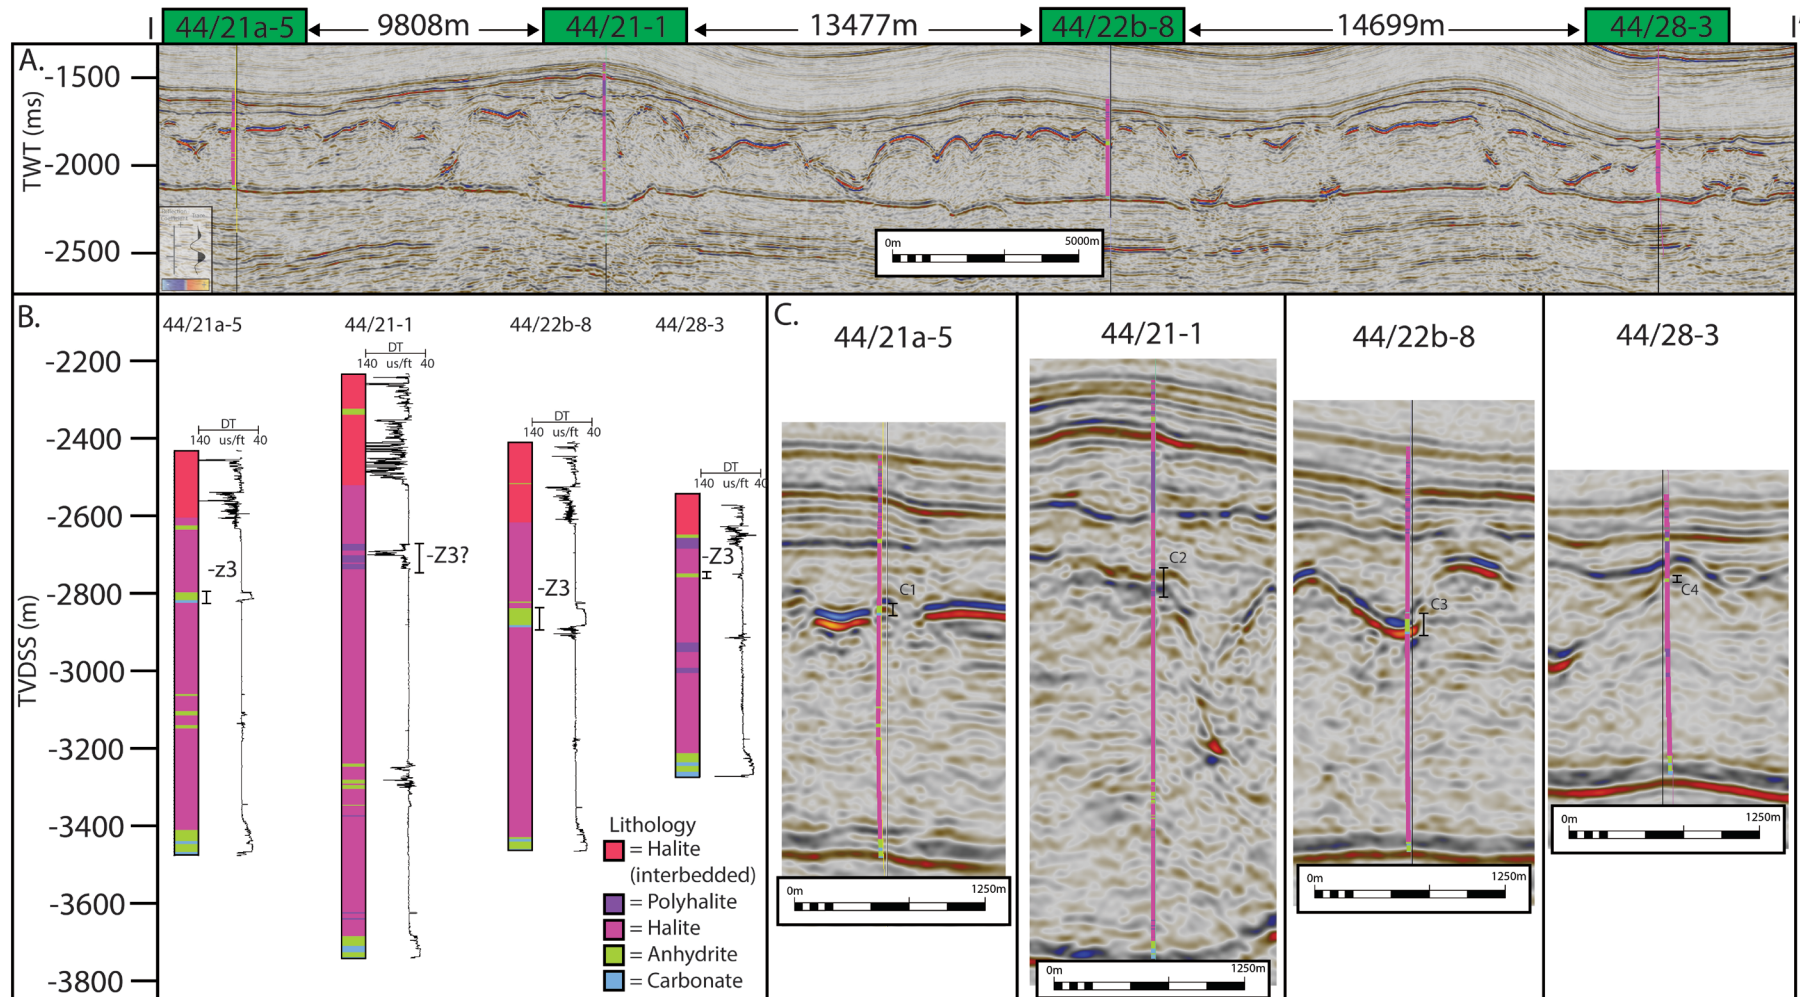 I 44/21a-5 9808m 44/21-1 13477m 44/22b-8 14699m 44/28-3 I'
A.
TWT (ms)
-1500
-2000
-2500
0m 5000m
B.
44/21a-5 44/21-1 44/22b-8 44/28-3
TVDSS (m)
-2200
-2400
-2600
-2800
-3000
-3200
-3400
-3600
-3800
DT
140 us/ft 40
-Z3
DT
140 us/ft 40
-Z3?
DT
140 us/ft 40
-Z3
DT
140 us/ft 40
-Z3
Lithology
= Halite
(interbedded)
= Polyhalite
= Halite
= Anhydrite
= Carbonate
C.
44/21a-5
C1
0m 1250m
44/21-1
C2
0m 1250m
44/22b-8
C3
0m 1250m
44/28-3
C4
0m 1250m